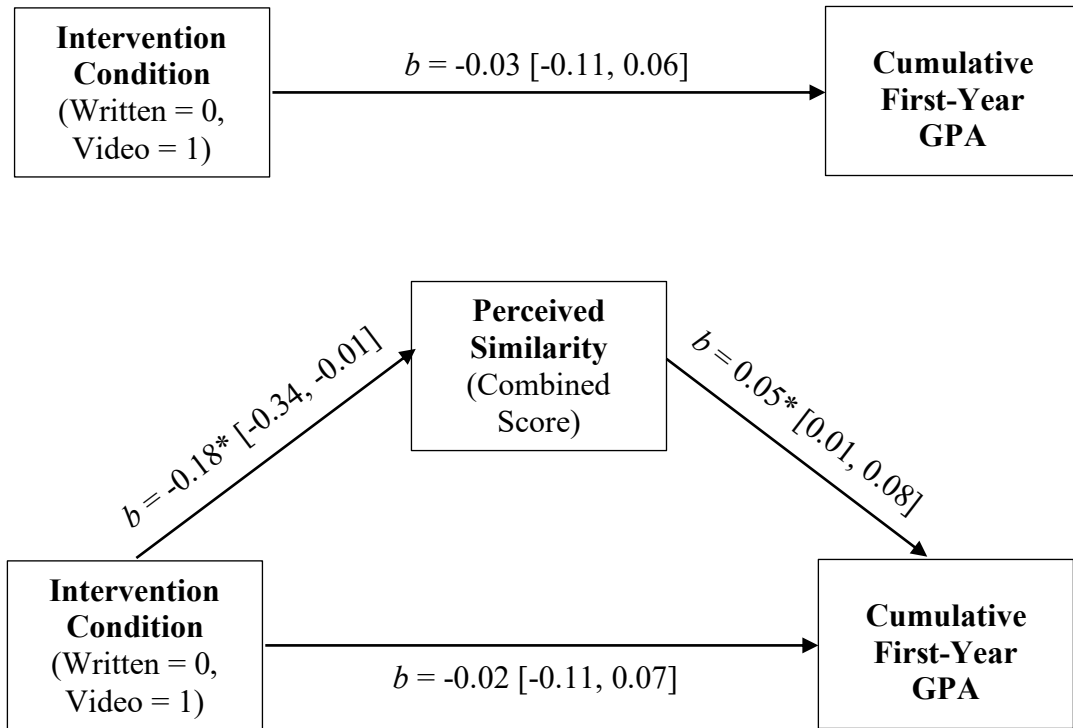 Intervention
Condition
(Written = 0,
Video = 1)
b = -0.03 [-0.11, 0.06]
Cumulative
First-Year
GPA
Perceived
Similarity
(Combined
Score)
b = -0.18* [-0.34, -0.01]
b = 0.05* [0.01, 0.08]
Intervention
Condition
(Written = 0,
Video = 1)
b = -0.02 [-0.11, 0.07]
Cumulative
First-Year
GPA